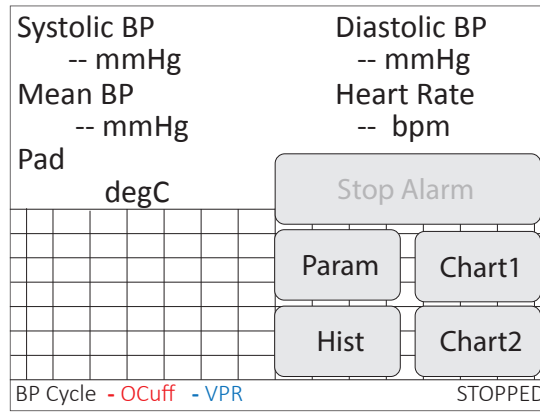 Systolic BP
-- mmHg
Diastolic BP
-- mmHg
Mean BP
-- mmHg
Heart Rate
-- bpm
Pad
degC
Stop Alarm
Param
Chart1
Hist
Chart2
BP Cycle - OCuff - VPR STOPPED